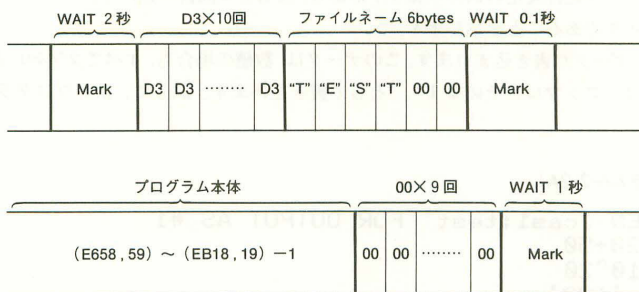 WAIT 2秒 D3×10回 ファイルネーム 6bytes WAIT 0.1秒
Mark D3 D3 ········ D3 “T” “E” “S” “T” 00 00 Mark
プログラム本体 00×9回 WAIT 1秒
(E658,59) ～ (EB18,19) −1 00 00 ········ 00 Mark